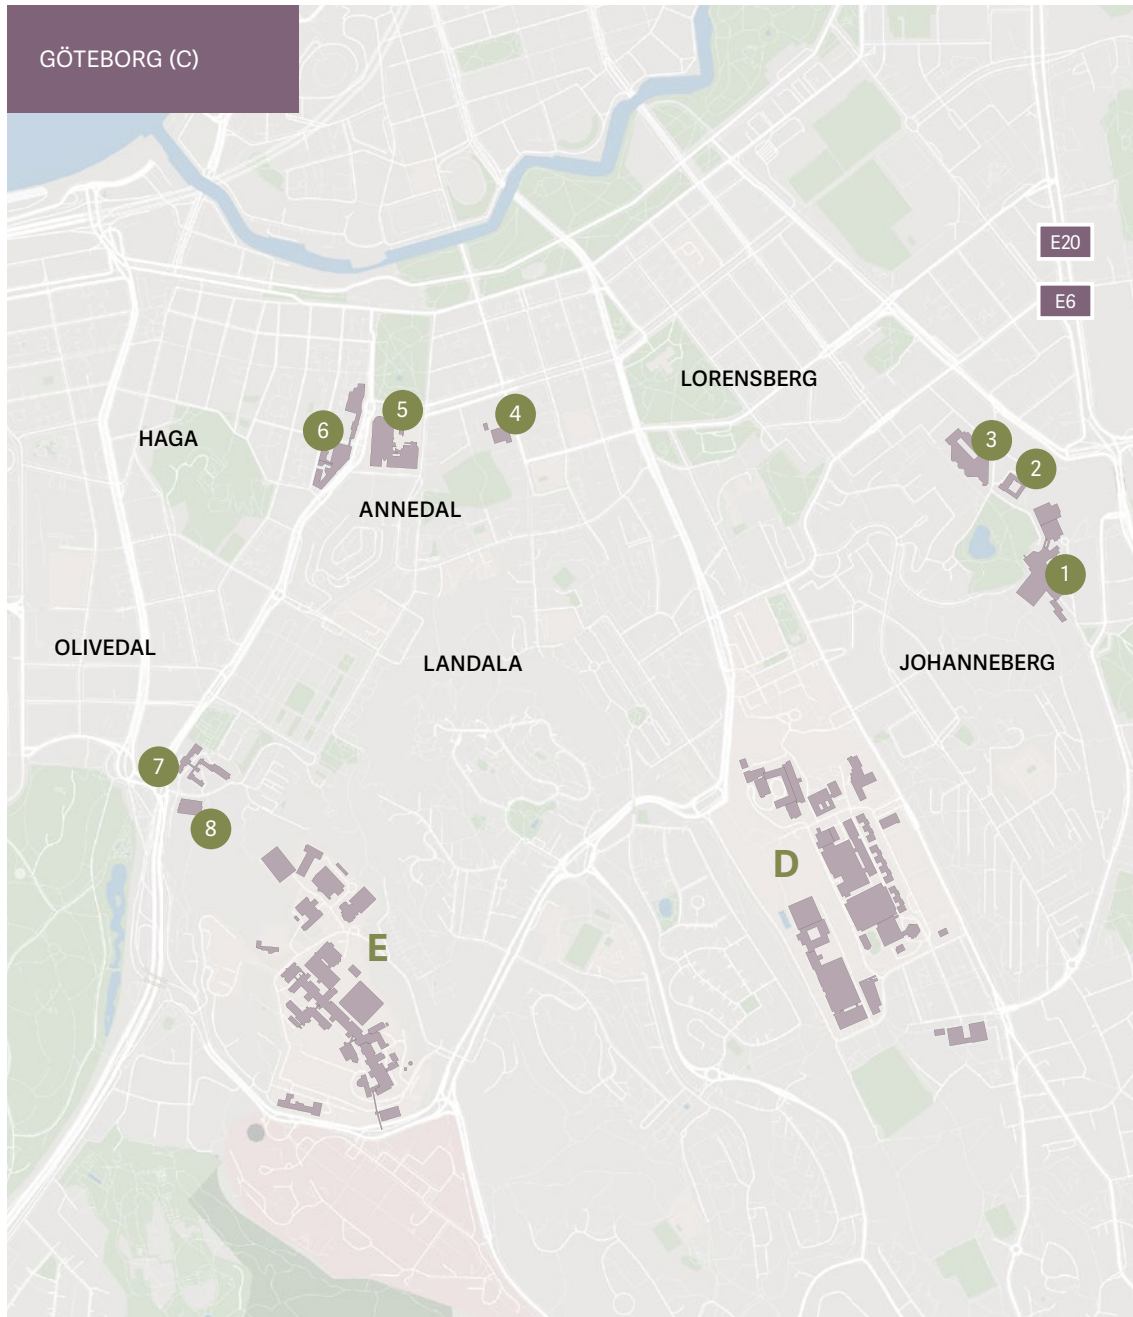 GÖTEBORG (C)
E20
E6
LORENSBERG
HAGA
6
5
4
3
2
ANNEDAL
1
OLIVEDAL
LANDALA
JOHANNEBERG
7
8
D
E